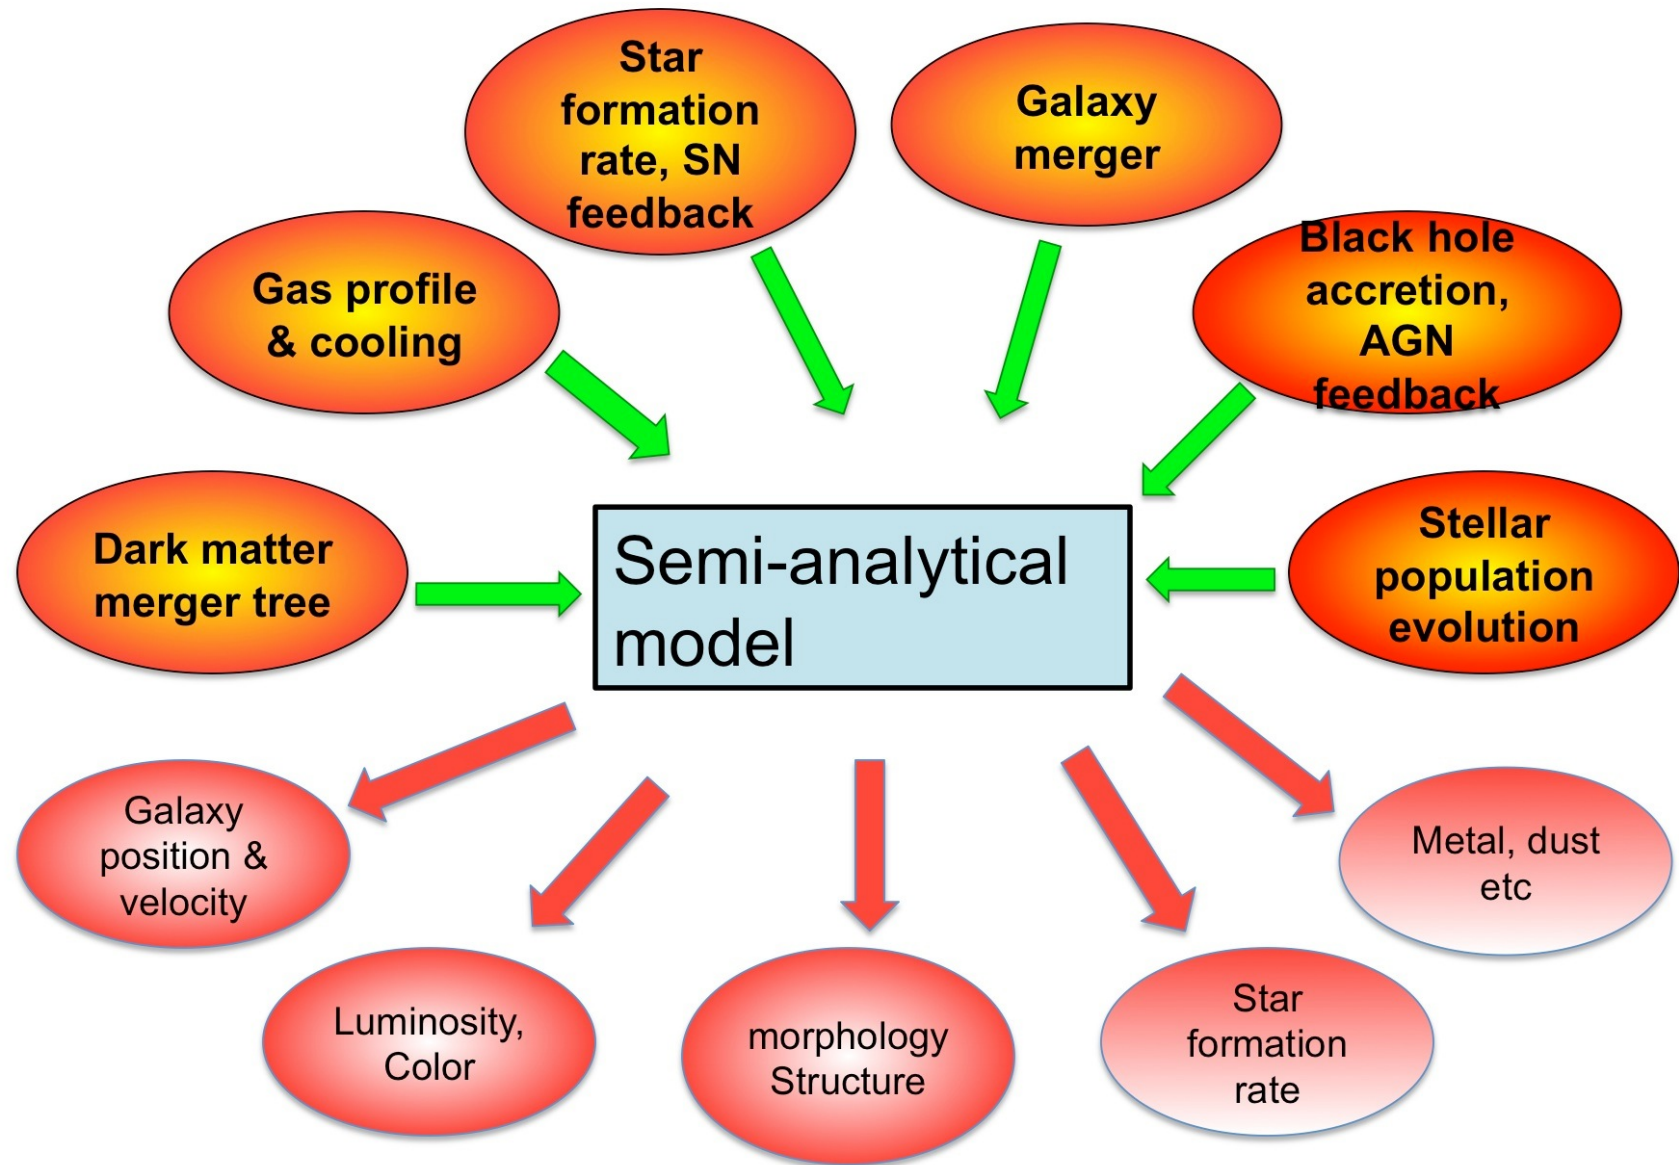 Star
formation
rate, SN
feedback
Galaxy
merger
Black hole
accretion,
AGN
feedback
Gas profile
& cooling
Dark matter
merger tree
Semi-analytical
model
Stellar
population
evolution
Galaxy
position &
velocity
Luminosity,
Color
morphology
Structure
Star
formation
rate
Metal, dust
etc